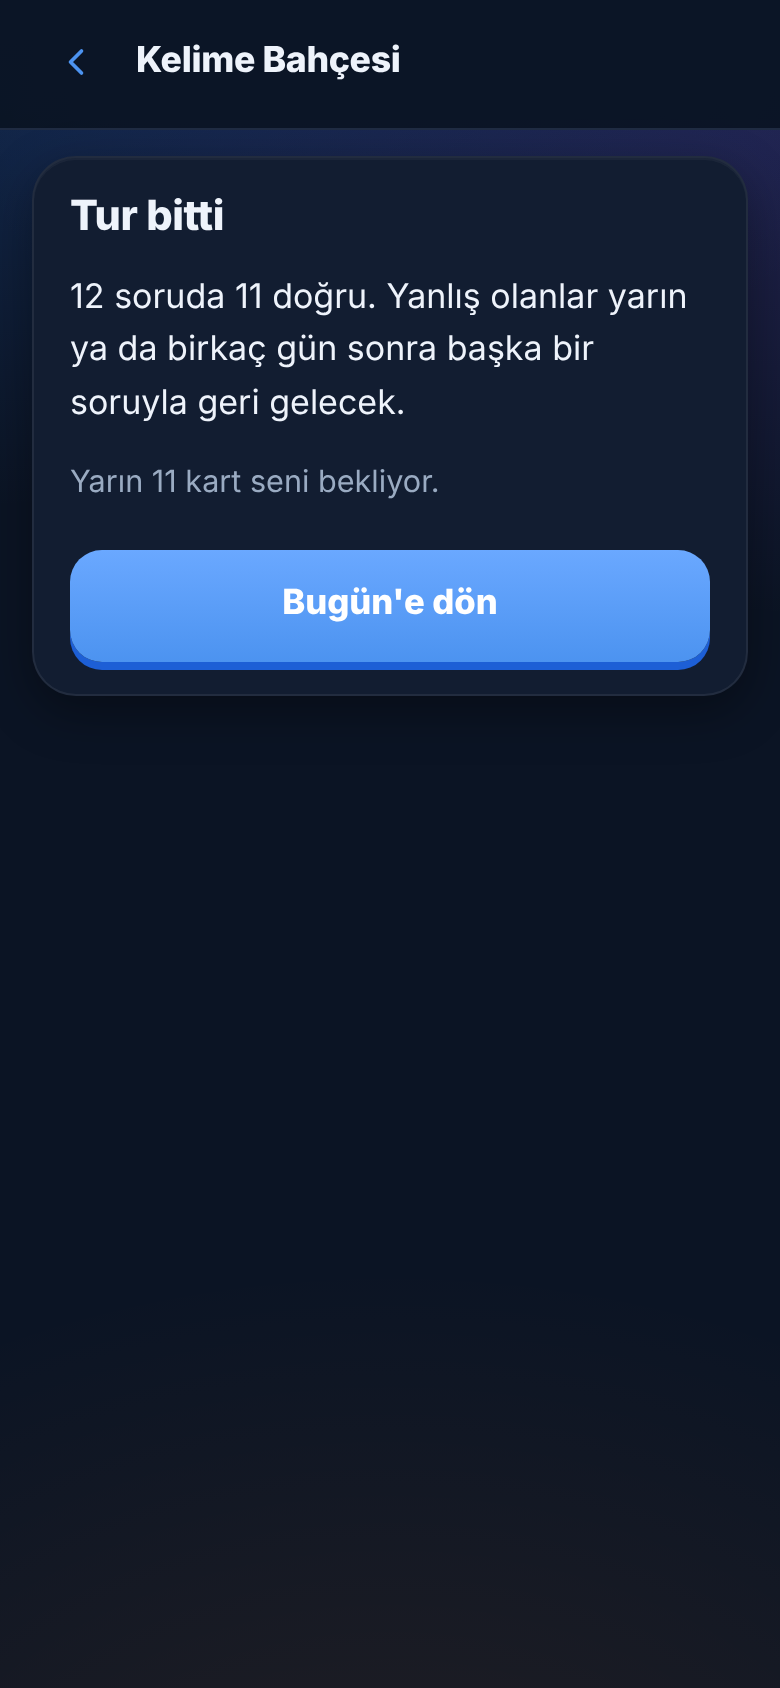 Kelime Bahçesi
Tur bitti
12 soruda 11 doğru. Yanlış olanlar yarın
ya da birkaç gün sonra başka bir
soruyla geri gelecek.
Yarın 11 kart seni bekliyor.
Bugün'e dön